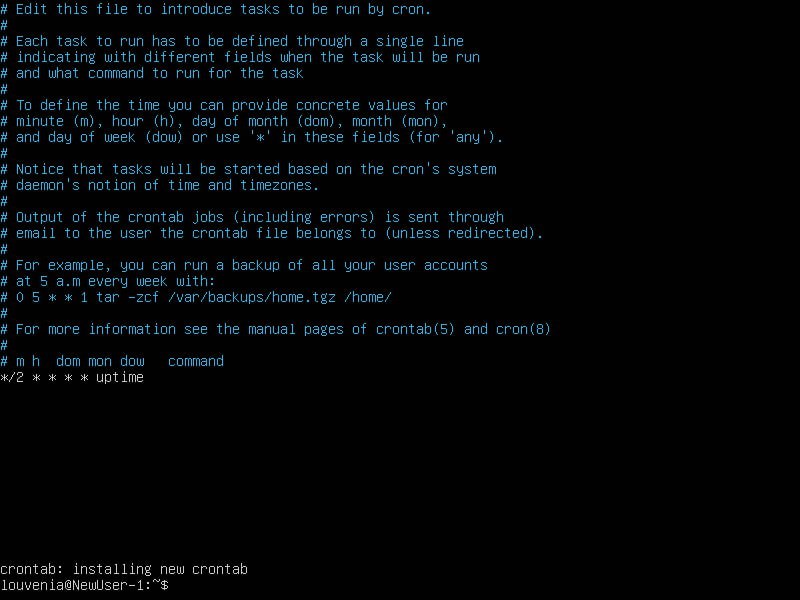 # Edit this file to introduce tasks to be run by cron.
#
# Each task to run has to be defined through a single line
# indicating with different fields when the task will be run
# and what command to run for the task
#
# To define the time you can provide concrete values for
# minute (m), hour (h), day of month (dom), month (mon),
# and day of week (dow) or use '*' in these fields (for 'any').
#
# Notice that tasks will be started based on the cron's system
# daemon's notion of time and timezones.
#
# Output of the crontab jobs (including errors) is sent through
# email to the user the crontab file belongs to (unless redirected).
#
# For example, you can run a backup of all your user accounts
# at 5 a.m every week with:
# 0 5 * * 1 tar -zcf /var/backups/home.tgz /home/
#
# For more information see the manual pages of crontab(5) and cron(8)
#
# m h  dom mon dow   command
*/2 * * * * uptime
crontab: installing new crontab
louvenia@NewUser-1:~$